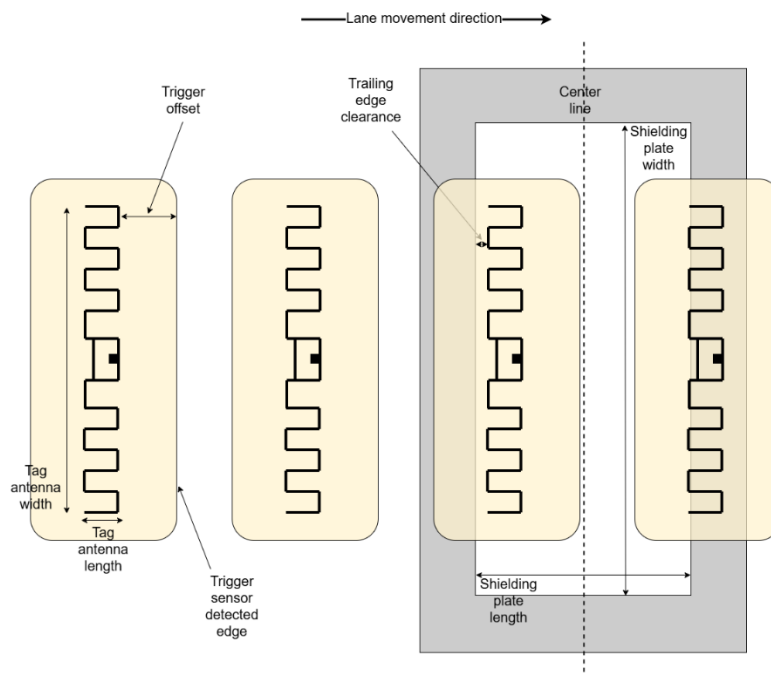 Lane movement direction
Trigger
offset
Trailing
edge
clearance
Center
line
Shielding
plate
width
Tag
antenna
width
Tag
antenna
length
Trigger
sensor
detected
edge
Shielding
plate
length